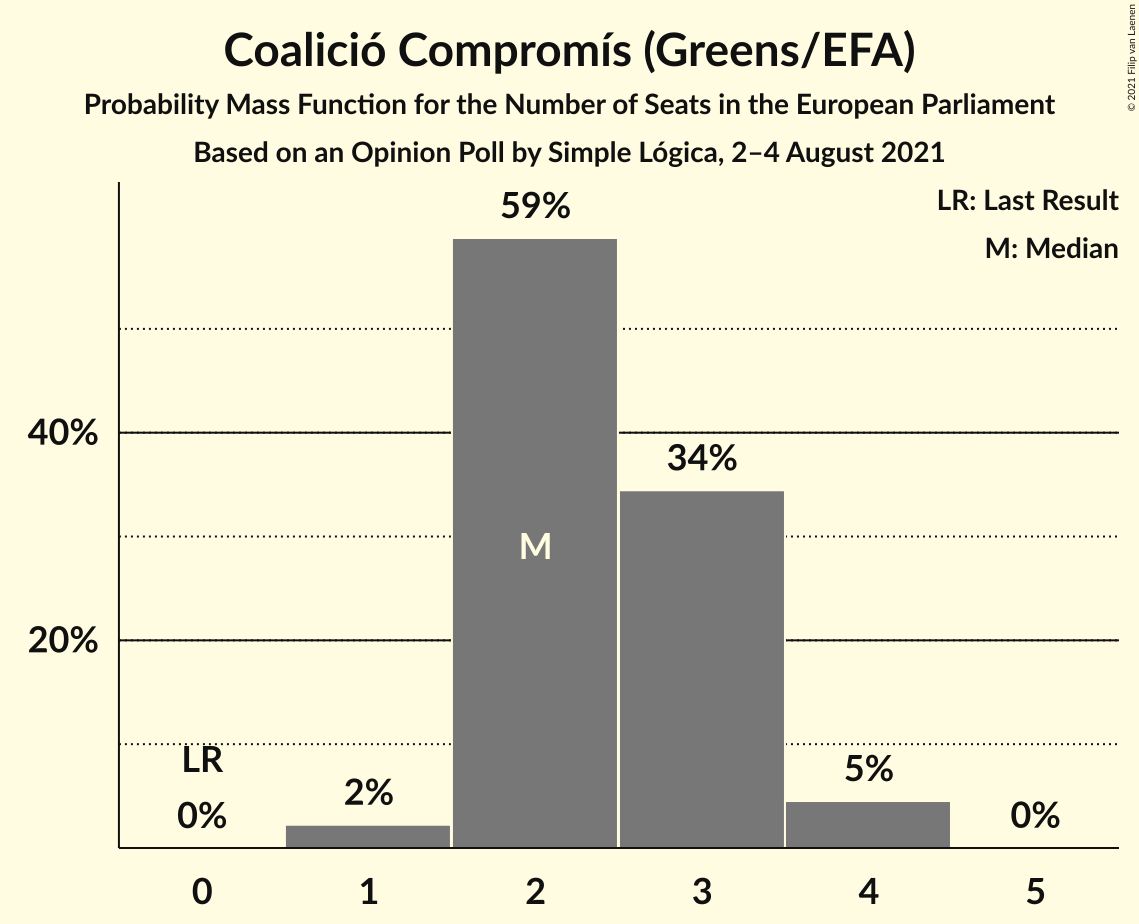 Coalició Compromís (Greens/EFA)
Probability Mass Function for the Number of Seats in the European Parliament
Based on an Opinion Poll by Simple Lógica, 2–4 August 2021
© 2021 Filip van Laenen
LR: Last Result
M: Median
59%
40%
34%
M
20%
LR
0%
2%
5%
0%
0 1 2 3 4 5